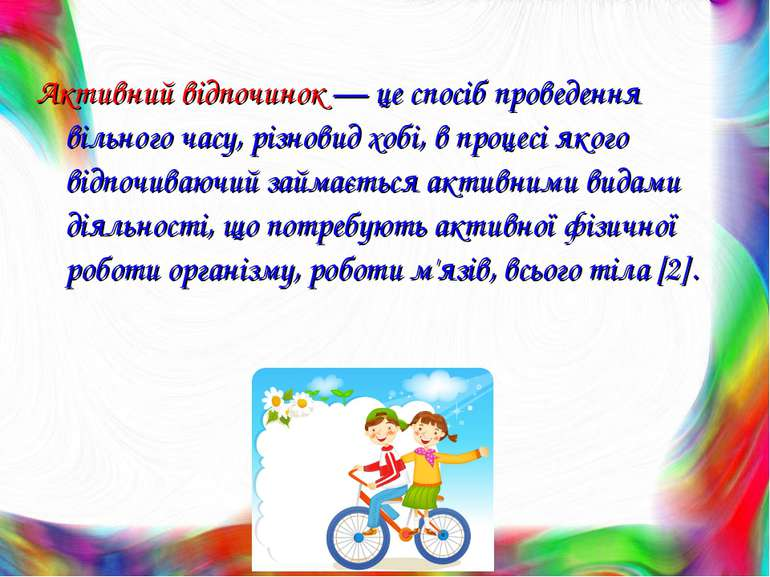 Активний відпочинок — це спосіб проведення
вільного часу, різновид хобі, в процесі якого
відпочиваючий займається активними видами
діяльності, що потребують активної фізичної
роботи організму, роботи м'язів, всього тіла [2].